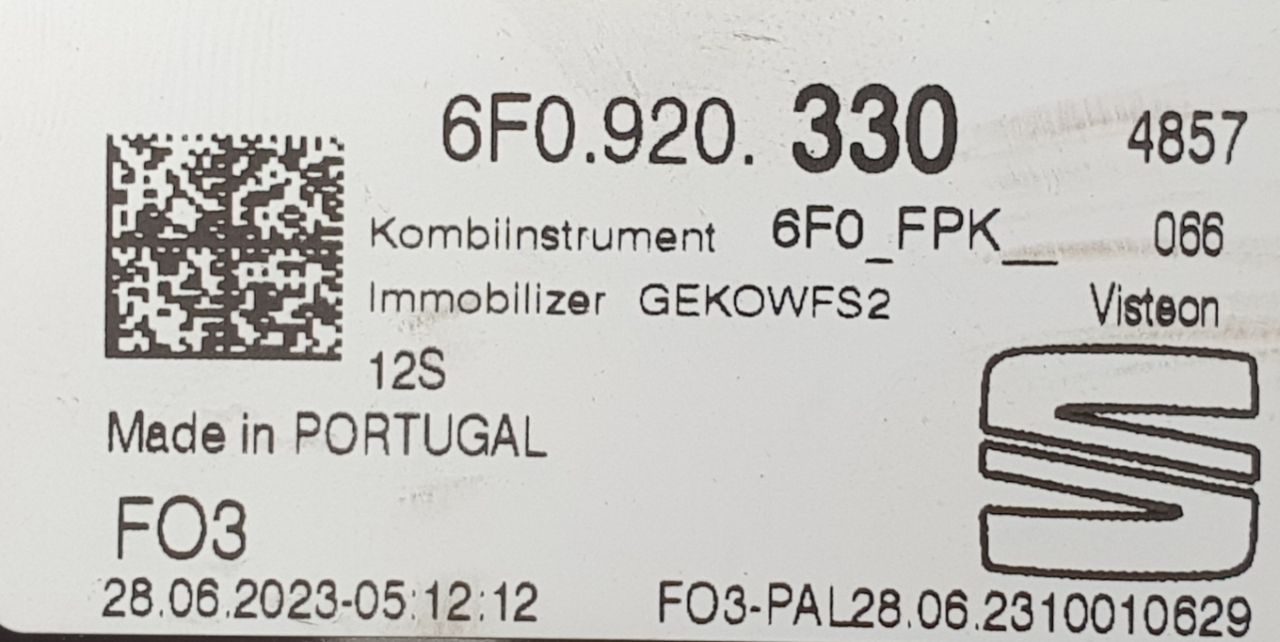 6F0.920. 330 4857
Kombiinstrument 6F0_FPK__ 066
Immobilizer GEKOWFS2 Visteon
12S
Made in PORTUGAL
FO3
28.06.2023-05:12:12 FO3-PAL28.06.2310010629